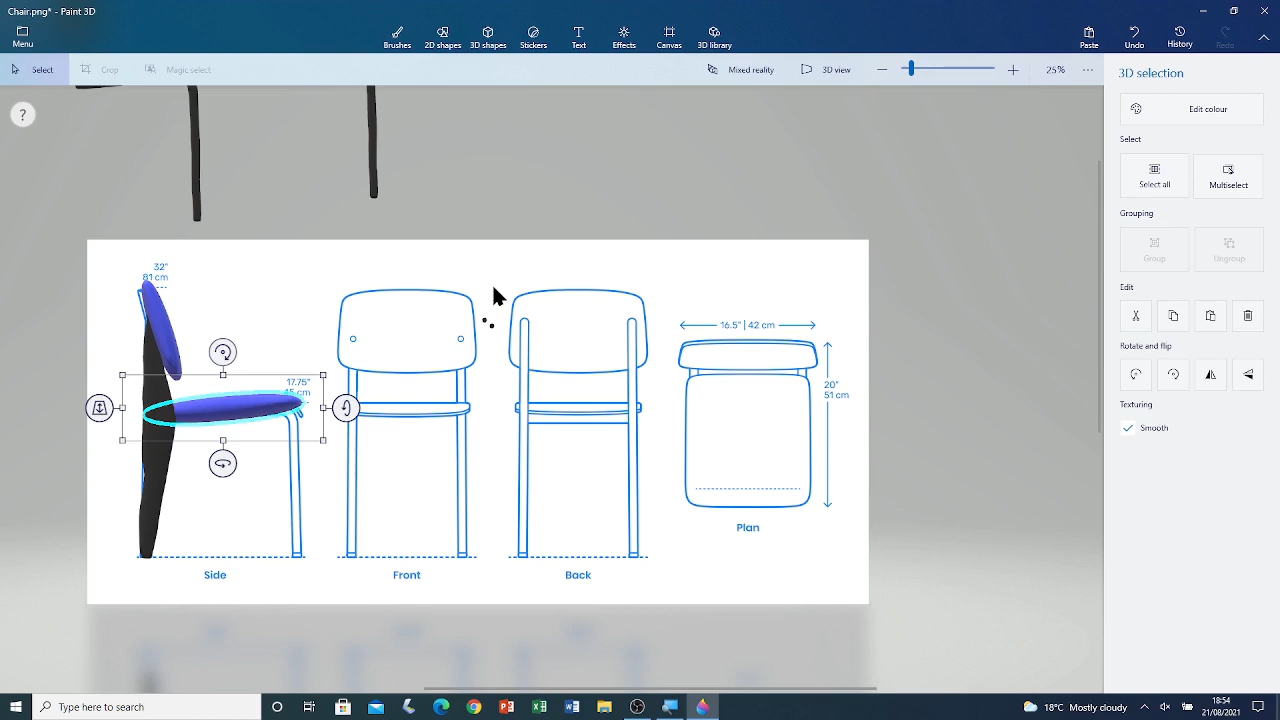 Chair.png* - Paint 3D
Menu
Brushes
2D shapes
3D shapes
Stickers
Text
Effects
Canvas
3D library
Paste
Undo
History
Redo
Select
Crop
Magic select
Mixed reality
3D view
25%
3D selection
Edit colour
Select
Select all
Multiselect
Grouping
Group
Ungroup
Edit
Rotate and flip
Texturing
Smooth
?
32"
81 cm
17.75"
45 cm
16.5" | 42 cm
20"
51 cm
Side
Front
Back
Plan
Type here to search
18°C Mostly cloudy
18:54
21/08/2021